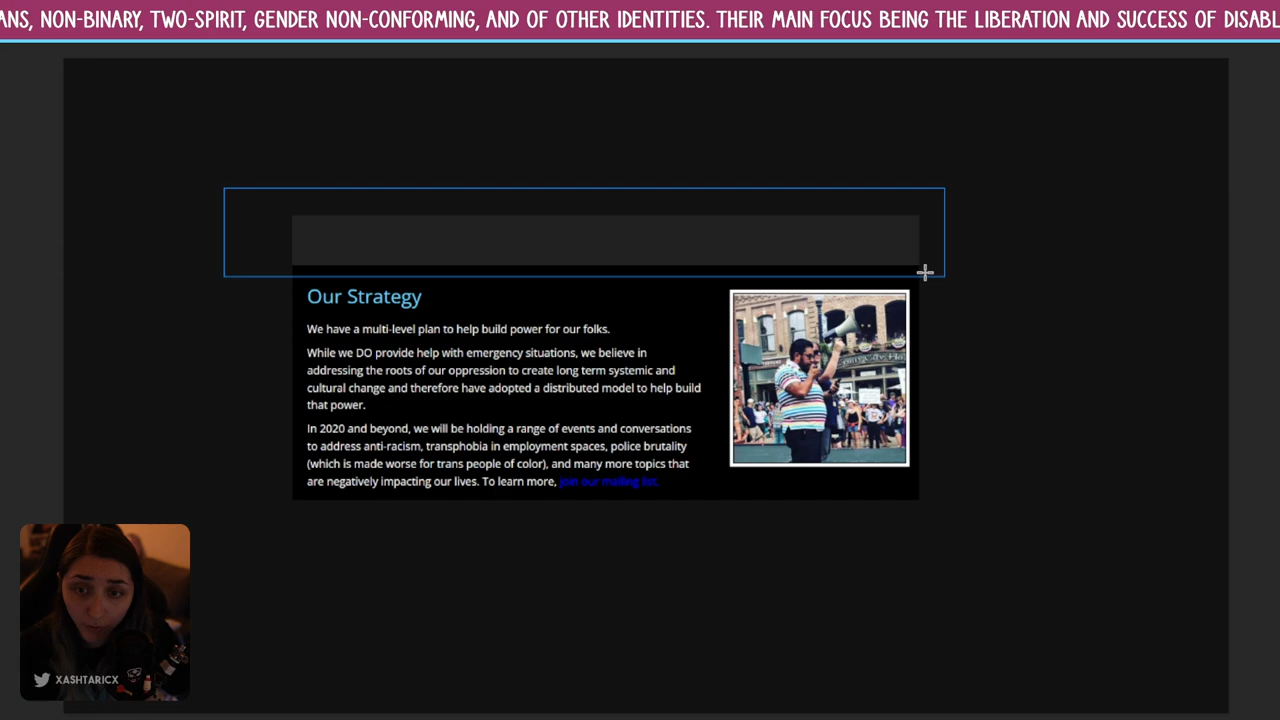 ANS, NON-BINARY, TWO-SPIRIT, GENDER NON-CONFORMING, AND OF OTHER IDENTITIES. THEIR MAIN FOCUS BEING THE LIBERATION AND SUCCESS OF DISABL
Our Strategy
We have a multi-level plan to help build power for our folks.
While we DO provide help with emergency situations, we believe in
addressing the roots of our oppression to create long term systemic and
cultural change and therefore have adopted a distributed model to help build
that power.
In 2020 and beyond, we will be holding a range of events and conversations
to address anti-racism, transphobia in employment spaces, police brutality
(which is made worse for trans people of color), and many more topics that
are negatively impacting our lives. To learn more, join our mailing list.
XASHTARICX